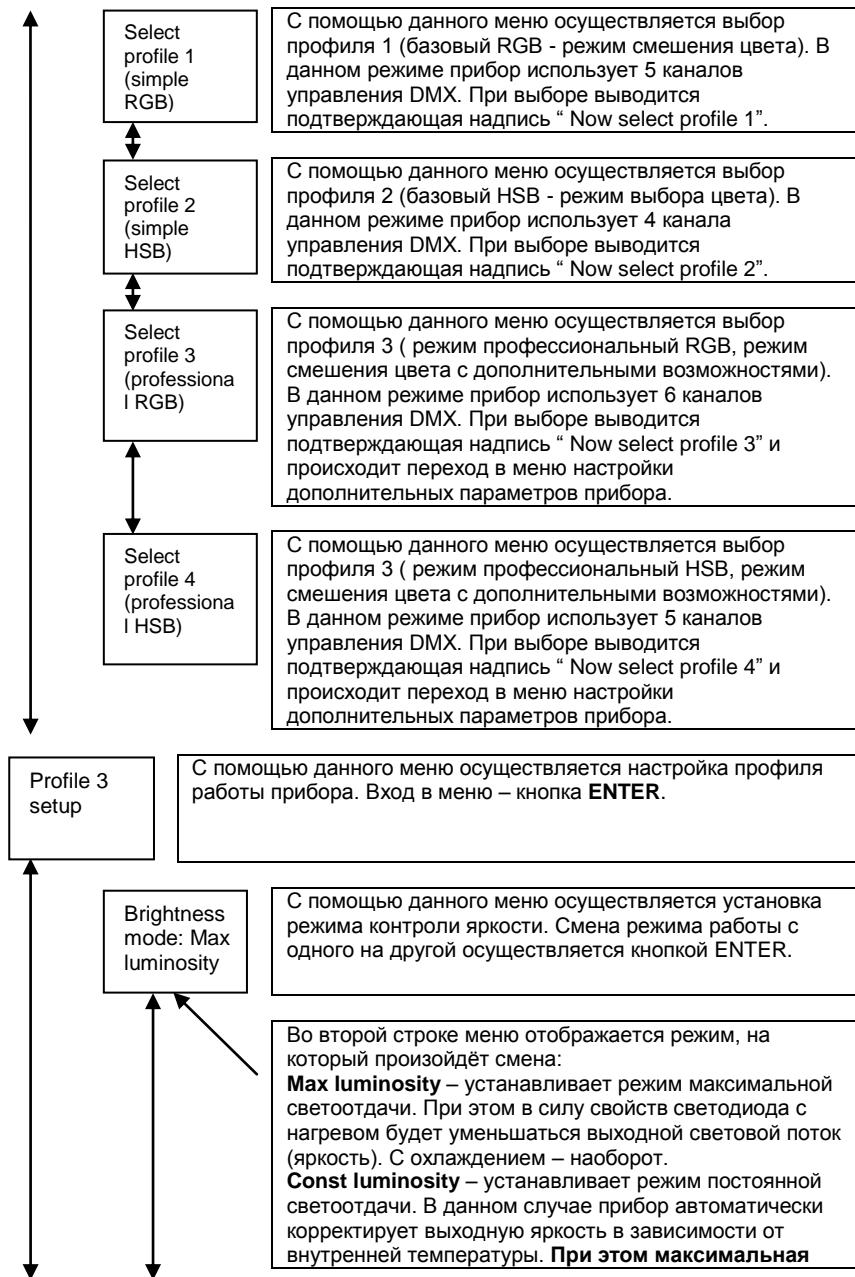 Select
profile 1
(simple
RGB)
С помощью данного меню осуществляется выбор
профиля 1 (базовый RGB - режим смешения цвета). В
данном режиме прибор использует 5 каналов
управления DMX. При выборе выводится
подтверждающая надпись “ Now select profile 1”.
Select
profile 2
(simple
HSB)
С помощью данного меню осуществляется выбор
профиля 2 (базовый HSB - режим выбора цвета). В
данном режиме прибор использует 4 канала
управления DMX. При выборе выводится
подтверждающая надпись “ Now select profile 2”.
Select
profile 3
(professiona
l RGB)
С помощью данного меню осуществляется выбор
профиля 3 ( режим профессиональный RGB, режим
смешения цвета с дополнительными возможностями).
В данном режиме прибор использует 6 каналов
управления DMX. При выборе выводится
подтверждающая надпись “ Now select profile 3” и
происходит переход в меню настройки
дополнительных параметров прибора.
Select
profile 4
(professiona
l HSB)
С помощью данного меню осуществляется выбор
профиля 3 ( режим профессиональный HSB, режим
смешения цвета с дополнительными возможностями).
В данном режиме прибор использует 5 каналов
управления DMX. При выборе выводится
подтверждающая надпись “ Now select profile 4” и
происходит переход в меню настройки
дополнительных параметров прибора.
Profile 3
setup
С помощью данного меню осуществляется настройка профиля
работы прибора. Вход в меню – кнопка ENTER.
Brightness
mode: Max
luminosity
С помощью данного меню осуществляется установка
режима контроли яркости. Смена режима работы с
одного на другой осуществляется кнопкой ENTER.
Во второй строке меню отображается режим, на
который произойдёт смена:
Max luminosity – устанавливает режим максимальной
светоотдачи. При этом в силу свойств светодиода с
нагревом будет уменьшаться выходной световой поток
(яркость). С охлаждением – наоборот.
Const luminosity – устанавливает режим постоянной
светоотдачи. В данном случае прибор автоматически
корректирует выходную яркость в зависимости от
внутренней температуры. При этом максимальная